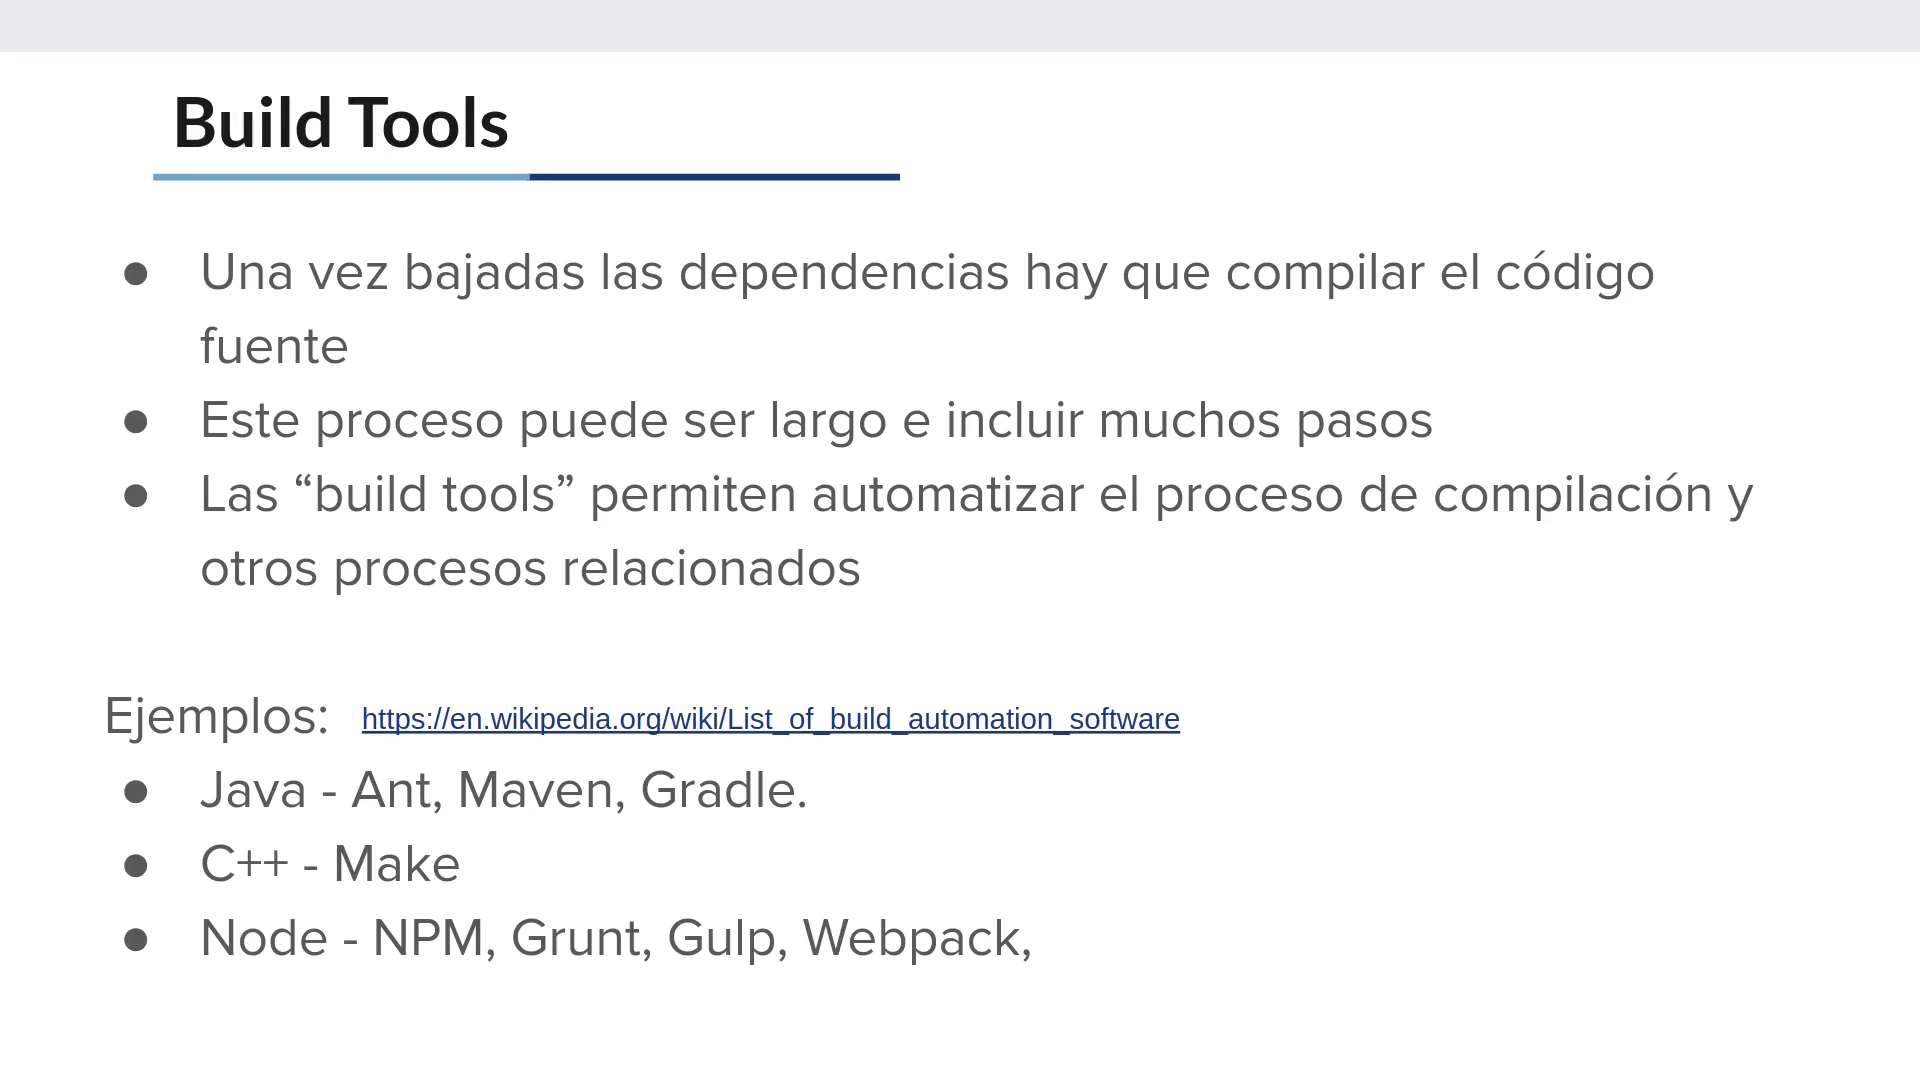 Build Tools
● Una vez bajadas las dependencias hay que compilar el código
fuente
● Este proceso puede ser largo e incluir muchos pasos
● Las “build tools” permiten automatizar el proceso de compilación y
otros procesos relacionados
Ejemplos: https://en.wikipedia.org/wiki/List_of_build_automation_software
● Java - Ant, Maven, Gradle.
● C++ - Make
● Node - NPM, Grunt, Gulp, Webpack,